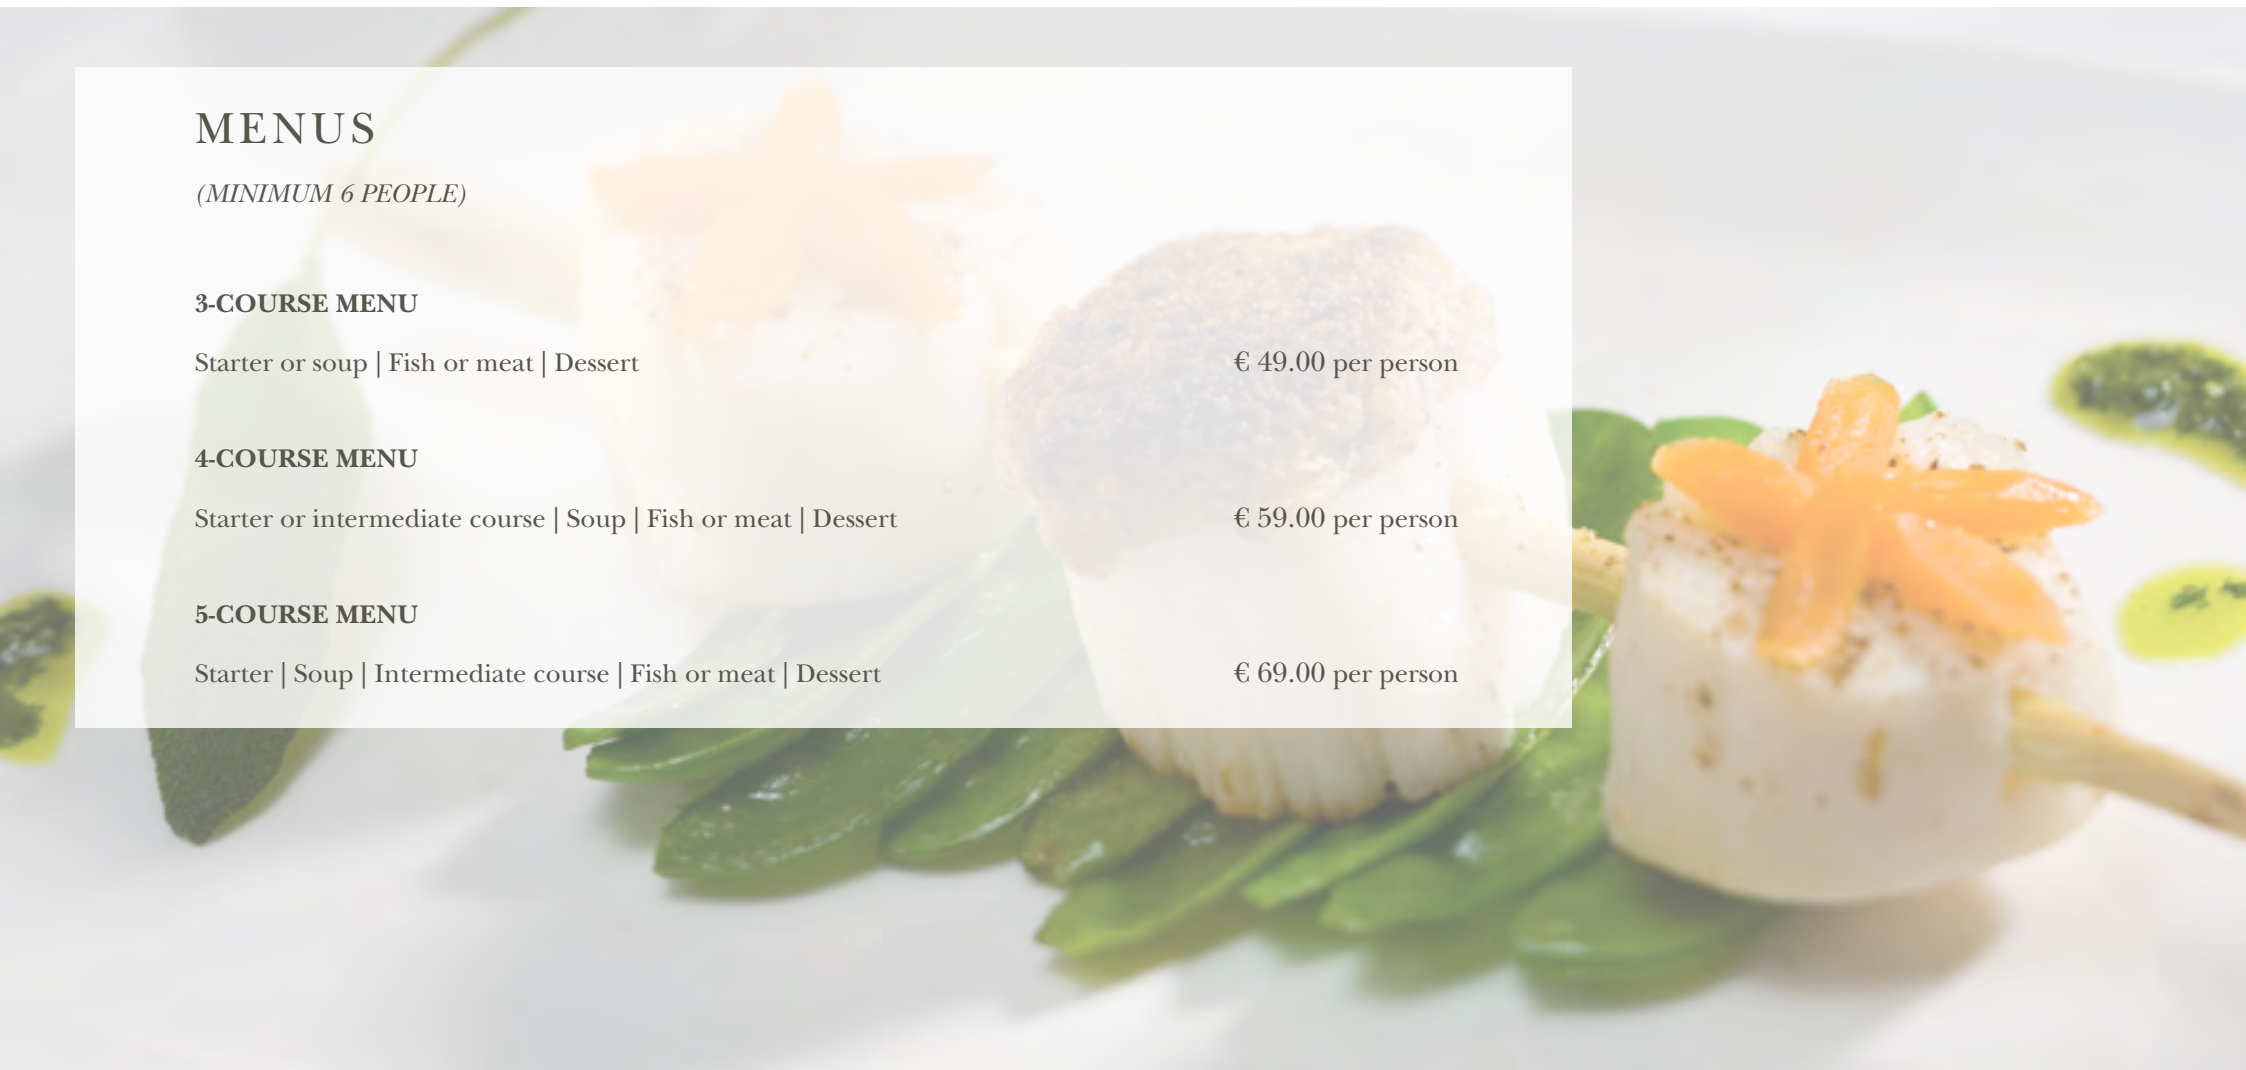 MENUS
(MINIMUM 6 PEOPLE)
3-COURSE MENU
Starter or soup | Fish or meat | Dessert € 49.00 per person
4-COURSE MENU
Starter or intermediate course | Soup | Fish or meat | Dessert € 59.00 per person
5-COURSE MENU
Starter | Soup | Intermediate course | Fish or meat | Dessert € 69.00 per person